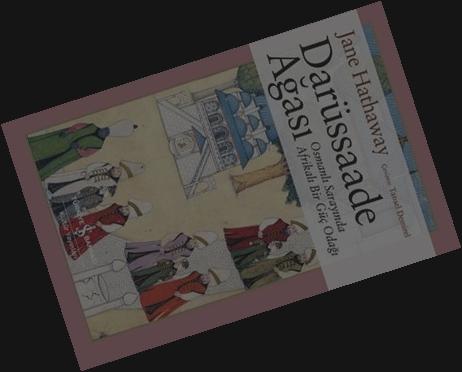 Jane Hathaway
Darüssaade
Ağası
Osmanlı Sarayında
Afrikalı Bir Güç Odağı